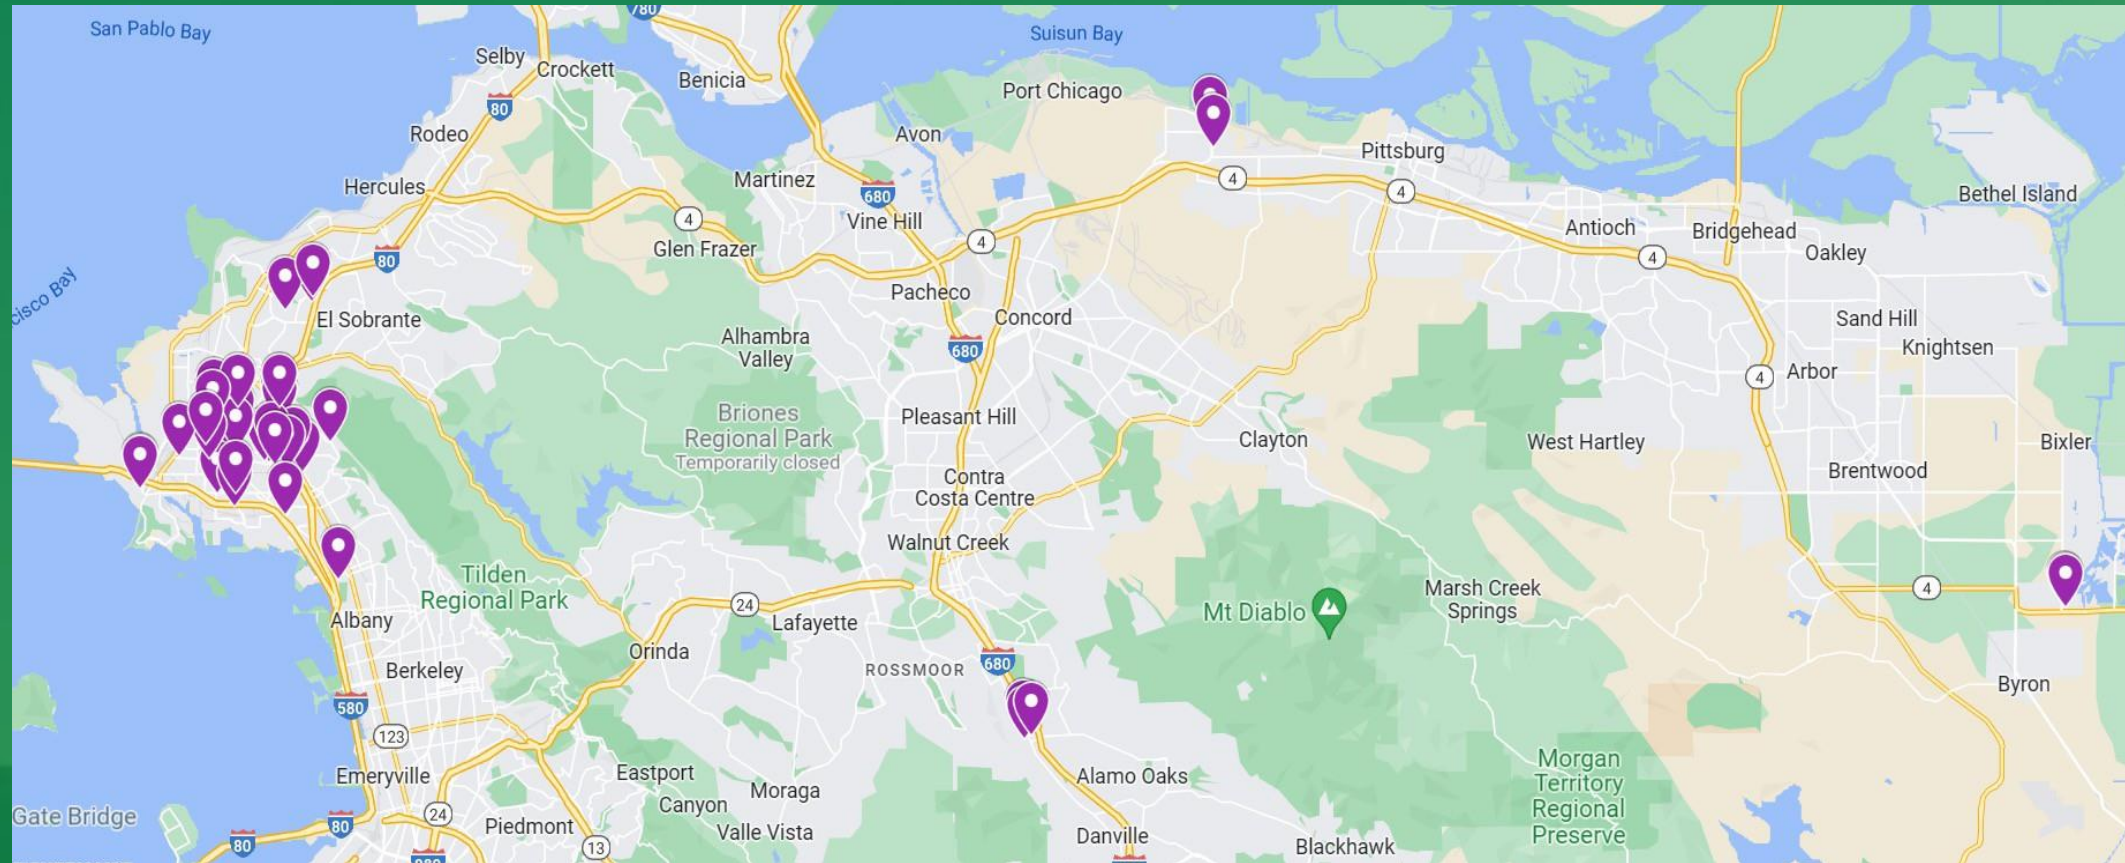 San Pablo Bay
780
Suisun Bay
Selby
Crockett
Benicia
Port Chicago
80
Rodeo
Avon
Pittsburg
Martinez
4
4
Hercules
680
Bethel Island
Vine Hill
4
Antioch
Bridgehead
Glen Frazer
4
Oakley
80
4
cisco Bay
Pacheco
El Sobrante
Concord
Sand Hill
Alhambra
Valley
680
Knightsen
4
Arbor
Briones
Regional Park
Temporarily closed
Pleasant Hill
Clayton
West Hartley
Bixler
Contra
Costa Centre
Brentwood
Walnut Creek
Tilden
Regional Park
Marsh Creek
Springs
4
24
Mt Diablo
Albany
Lafayette
Orinda
Berkeley
ROSSMOOR
680
Byron
580
123
Morgan
Territory
Regional
Preserve
Emeryville
Eastport
Alamo Oaks
Moraga
Canyon
Gate Bridge
24
80
Piedmont
Valle Vista
Danville
80
13
Blackhawk